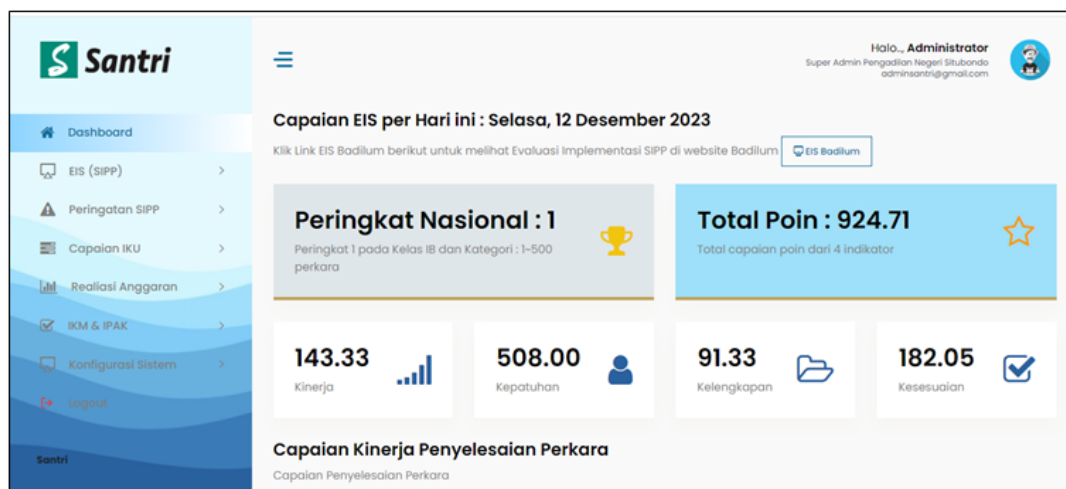 Santri
Halo.., Administrator
Super Admin Pengadilan Negeri Situbondo
adminsantri@gmail.com
Dashboard
EIS (SIPP)
Peringatan SIPP
Capaian IKU
Realiasi Anggaran
IKM & IPAK
Konfigurasi Sistem
Logout
Santri
Capaian EIS per Hari ini : Selasa, 12 Desember 2023
Klik Link EIS Badilum berikut untuk melihat Evaluasi Implementasi SIPP di website Badilum
EIS Badilum
Peringkat Nasional : 1
Peringkat 1 pada Kelas IB dan Kategori : 1-500
perkara
Total Poin : 924.71
Total capaian poin dari 4 indikator
143.33
Kinerja
508.00
Kepatuhan
91.33
Kelengkapan
182.05
Kesesuaian
Capaian Kinerja Penyelesaian Perkara
Capaian Penyelesaian Perkara